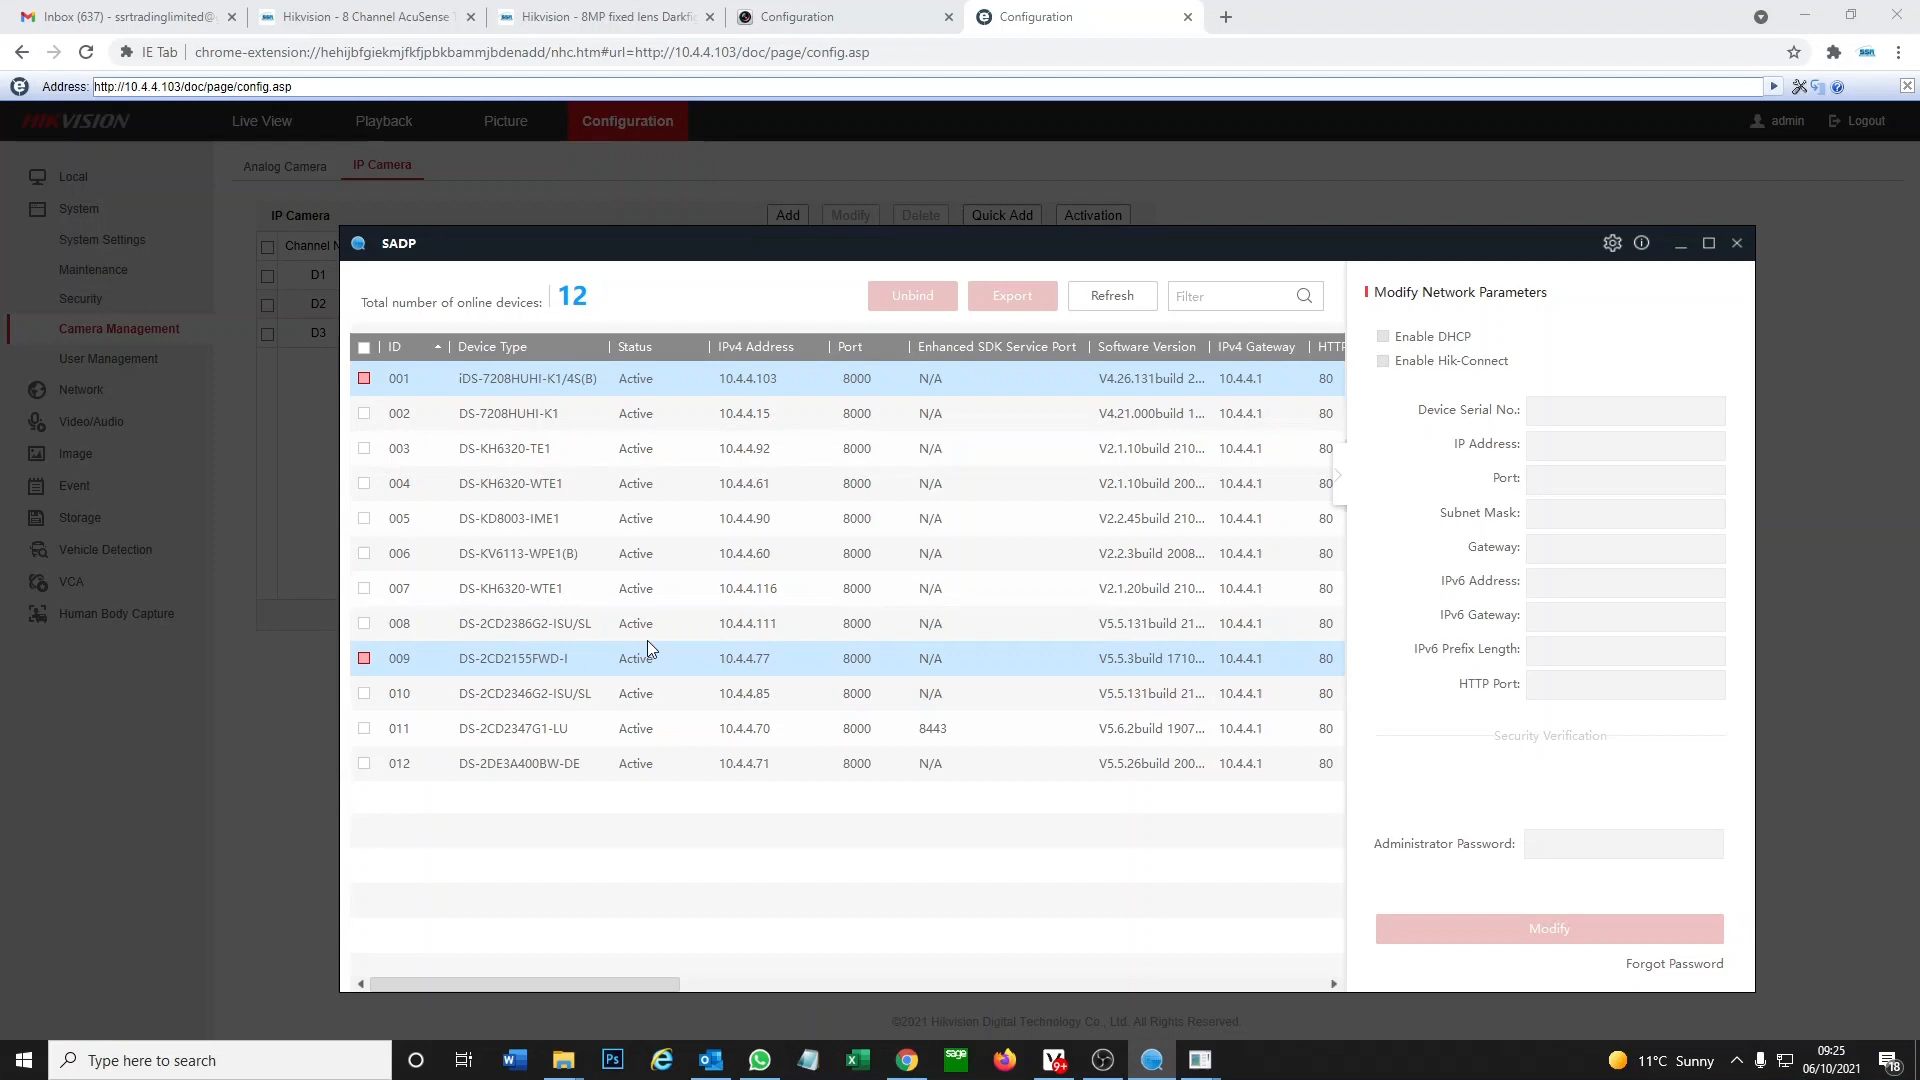 Inbox (637) - ssrtradinglimited@
Hikvision - 8 Channel AcuSense T
Hikvision - 8MP fixed lens Darkfi
Configuration
Configuration
IE Tab
chrome-extension://hehijbfgiekmjfkfjpbkbammjbdenadd/nhc.htm#url=http://10.4.4.103/doc/page/config.asp
Address: http://10.4.4.103/doc/page/config.asp
HIKVISION
Live View
Playback
Picture
Configuration
admin
Logout
Local
System
System Settings
Maintenance
Security
Camera Management
User Management
Network
Video/Audio
Image
Event
Storage
Vehicle Detection
VCA
Human Body Capture
Analog Camera
IP Camera
IP Camera
Add
Modify
Delete
Quick Add
Activation
Channel N
D1
D2
D3
SADP
Total number of online devices: 12
Unbind
Export
Refresh
Filter
ID Device Type Status IPv4 Address Port Enhanced SDK Service Port Software Version IPv4 Gateway HTTP
001 iDS-7208HUHI-K1/4S(B) Active 10.4.4.103 8000 N/A V4.26.131build 2... 10.4.4.1 80
002 DS-7208HUHI-K1 Active 10.4.4.15 8000 N/A V4.21.000build 1... 10.4.4.1 80
003 DS-KH6320-TE1 Active 10.4.4.92 8000 N/A V2.1.10build 210... 10.4.4.1 80
004 DS-KH6320-WTE1 Active 10.4.4.61 8000 N/A V2.1.10build 200... 10.4.4.1 80
005 DS-KD8003-IME1 Active 10.4.4.90 8000 N/A V2.2.45build 210... 10.4.4.1 80
006 DS-KV6113-WPE1(B) Active 10.4.4.60 8000 N/A V2.2.3build 2008... 10.4.4.1 80
007 DS-KH6320-WTE1 Active 10.4.4.116 8000 N/A V2.1.20build 210... 10.4.4.1 80
008 DS-2CD2386G2-ISU/SL Active 10.4.4.111 8000 N/A V5.5.131build 21... 10.4.4.1 80
009 DS-2CD2155FWD-I Active 10.4.4.77 8000 N/A V5.5.3build 1710... 10.4.4.1 80
010 DS-2CD2346G2-ISU/SL Active 10.4.4.85 8000 N/A V5.5.131build 21... 10.4.4.1 80
011 DS-2CD2347G1-LU Active 10.4.4.70 8000 8443 V5.6.2build 1907... 10.4.4.1 80
012 DS-2DE3A400BW-DE Active 10.4.4.71 8000 N/A V5.5.26build 200... 10.4.4.1 80
Modify Network Parameters
Enable DHCP
Enable Hik-Connect
Device Serial No.:
IP Address:
Port:
Subnet Mask:
Gateway:
IPv6 Address:
IPv6 Gateway:
IPv6 Prefix Length:
HTTP Port:
Security Verification
Administrator Password:
Modify
Forgot Password
©2021 Hikvision Digital Technology Co., Ltd. All Rights Reserved.
Type here to search
sage
9+
11°C Sunny
09:25
06/10/2021
18